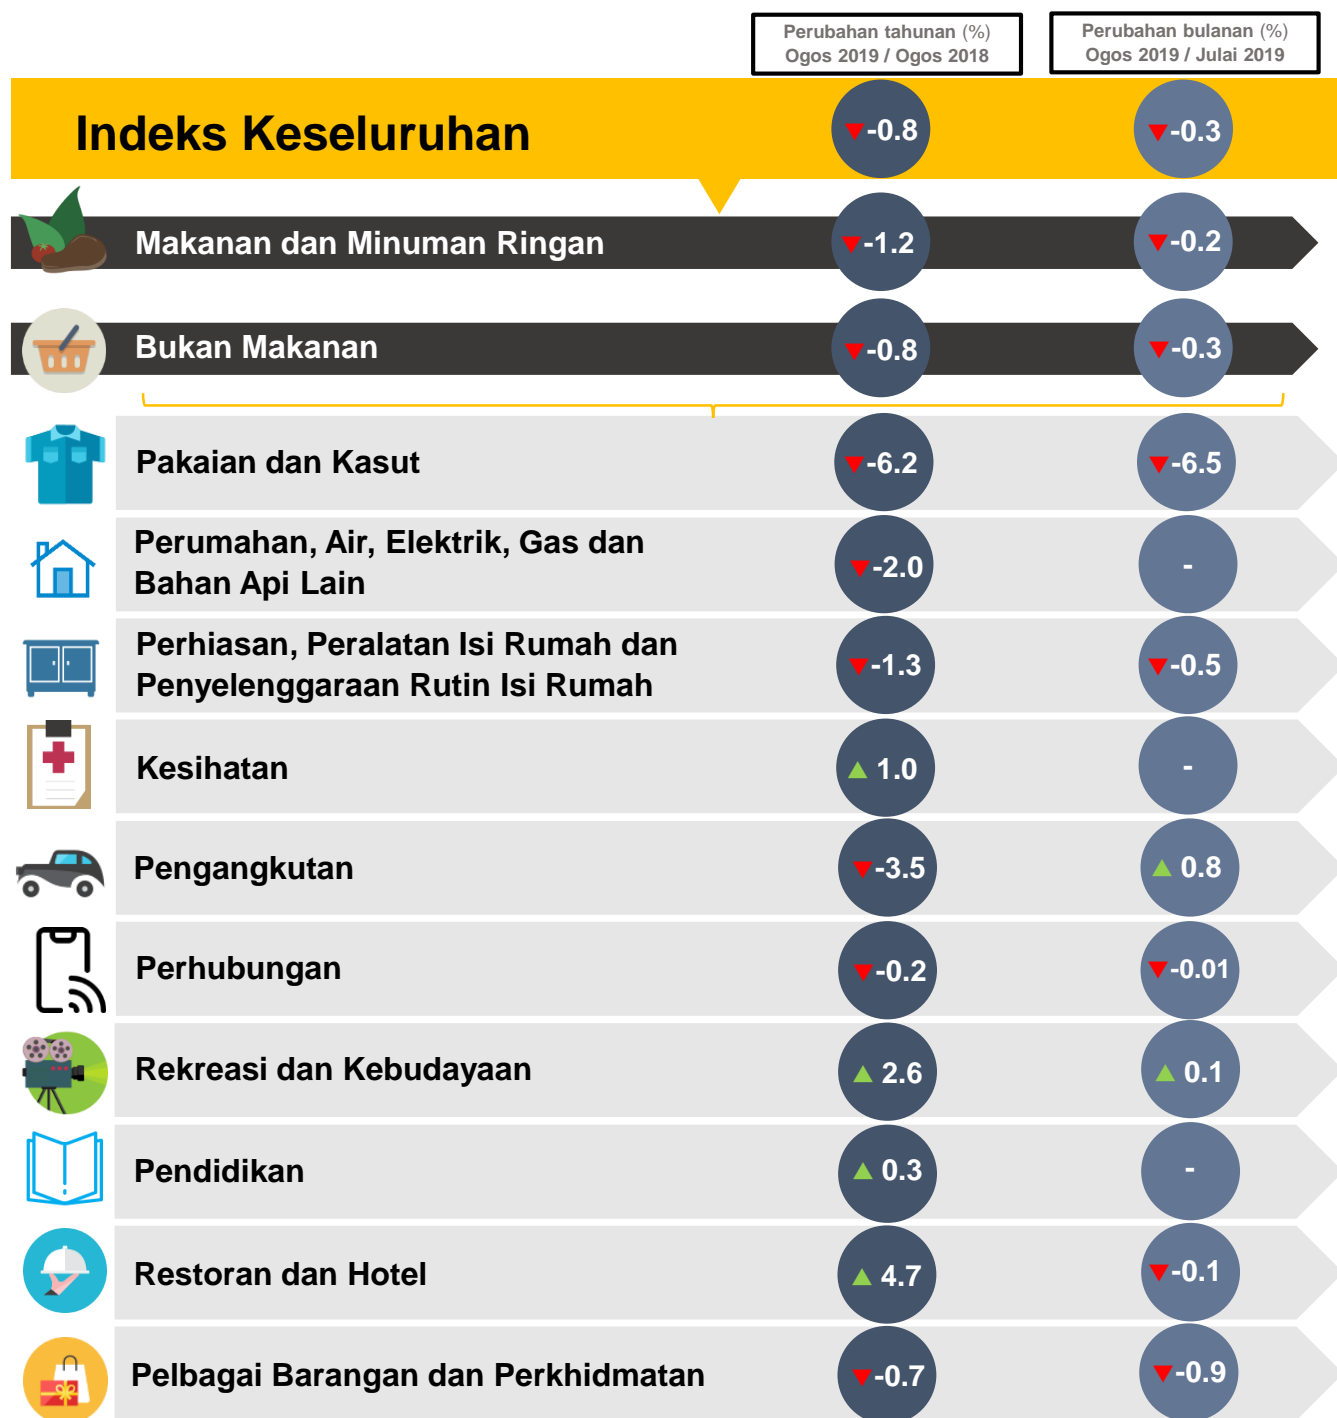 Perubahan tahunan (%)
Ogos 2019 / Ogos 2018
Perubahan bulanan (%)
Ogos 2019 / Julai 2019
Indeks Keseluruhan
▼-0.8
▼-0.3
Makanan dan Minuman Ringan
▼-1.2
▼-0.2
Bukan Makanan
▼-0.8
▼-0.3
Pakaian dan Kasut
▼-6.2
▼-6.5
Perumahan, Air, Elektrik, Gas dan
Bahan Api Lain
▼-2.0
-
Perhiasan, Peralatan Isi Rumah dan
Penyelenggaraan Rutin Isi Rumah
▼-1.3
▼-0.5
Kesihatan
▲ 1.0
-
Pengangkutan
▼-3.5
▲ 0.8
Perhubungan
▼-0.2
▼-0.01
Rekreasi dan Kebudayaan
▲ 2.6
▲ 0.1
Pendidikan
▲ 0.3
-
Restoran dan Hotel
▲ 4.7
▼-0.1
Pelbagai Barangan dan Perkhidmatan
▼-0.7
▼-0.9